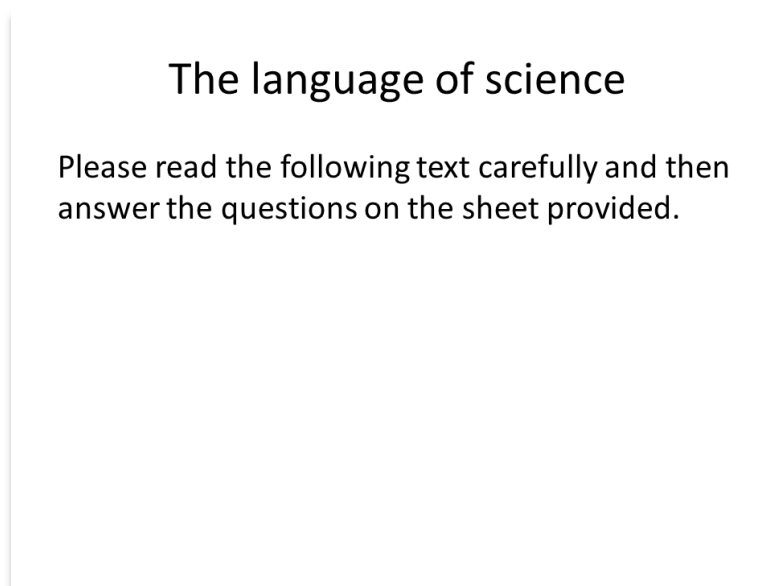 The language of science
Please read the following text carefully and then
answer the questions on the sheet provided.